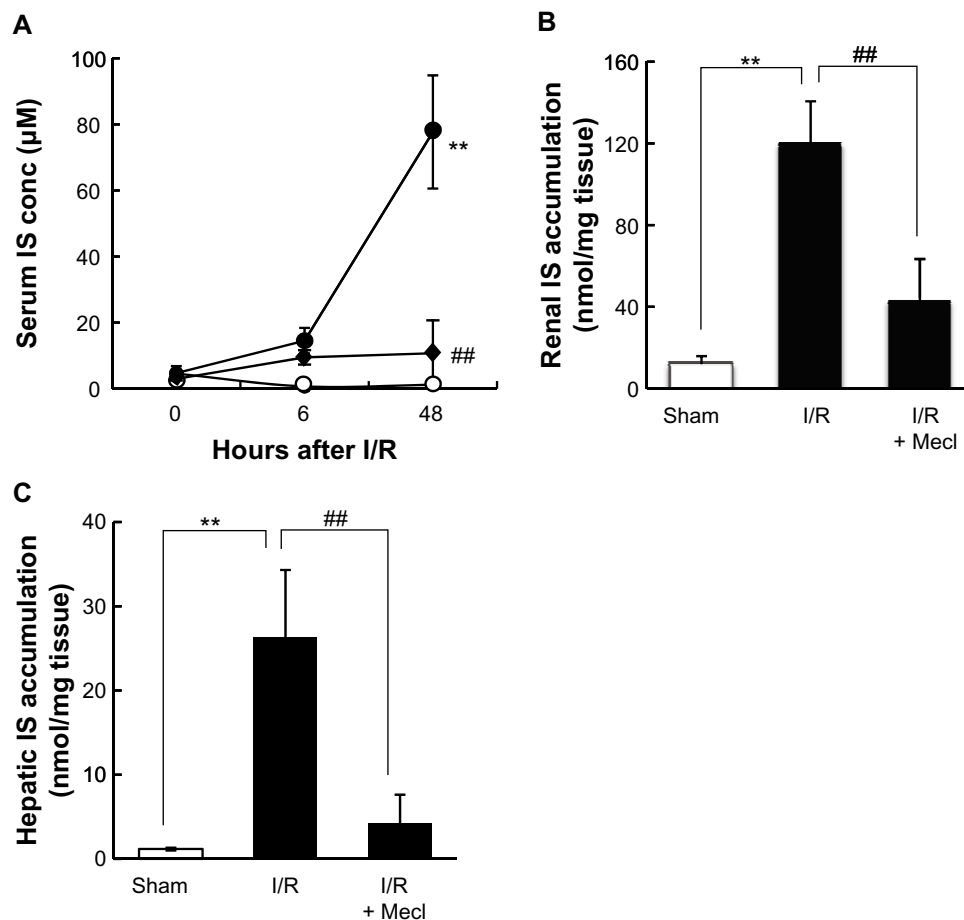 A
Serum IS conc (µM)
100
80
60
40
20
0
**
##
0 6 48
Hours after I/R
B
Renal IS accumulation
(nmol/mg tissue)
160
120
80
40
0
** ##
Sham I/R I/R
+ Mecl
C
Hepatic IS accumulation
(nmol/mg tissue)
40
30
20
10
0
** ##
Sham I/R I/R
+ Mecl